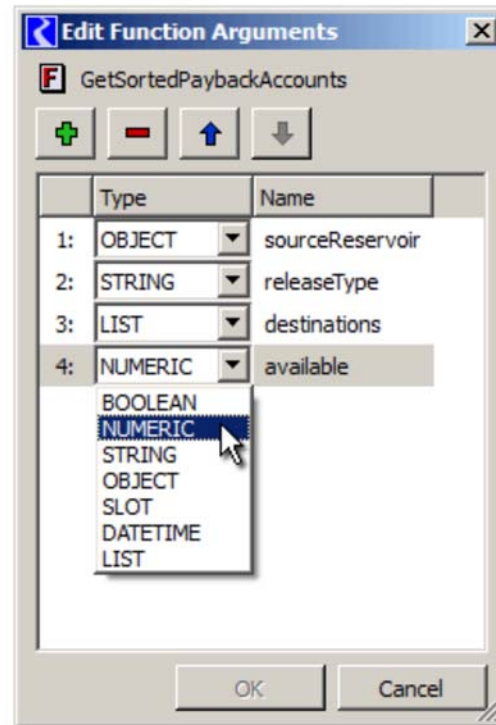 Edit Function Arguments
F GetSortedPaybackAccounts
Type Name
1: OBJECT sourceReservoir
2: STRING releaseType
3: LIST destinations
4: NUMERIC available
BOOLEAN
NUMERIC
STRING
OBJECT
SLOT
DATETIME
LIST
OK Cancel